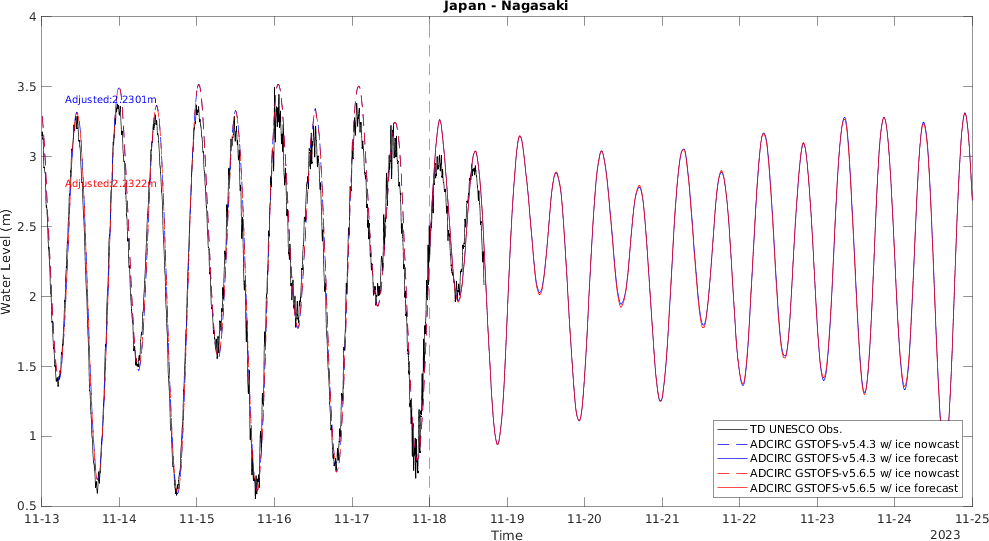 Japan - Nagasaki
4
3.5
3
2.5
2
1.5
1
0.5
Water Level (m)
Adjusted:2.2301m
Adjusted:2.2322m
TD UNESCO Obs.
ADCIRC GSTOFS-v5.4.3 w/ ice nowcast
ADCIRC GSTOFS-v5.4.3 w/ ice forecast
ADCIRC GSTOFS-v5.6.5 w/ ice nowcast
ADCIRC GSTOFS-v5.6.5 w/ ice forecast
11-13 11-14 11-15 11-16 11-17 11-18 11-19 11-20 11-21 11-22 11-23 11-24 11-25
Time
2023